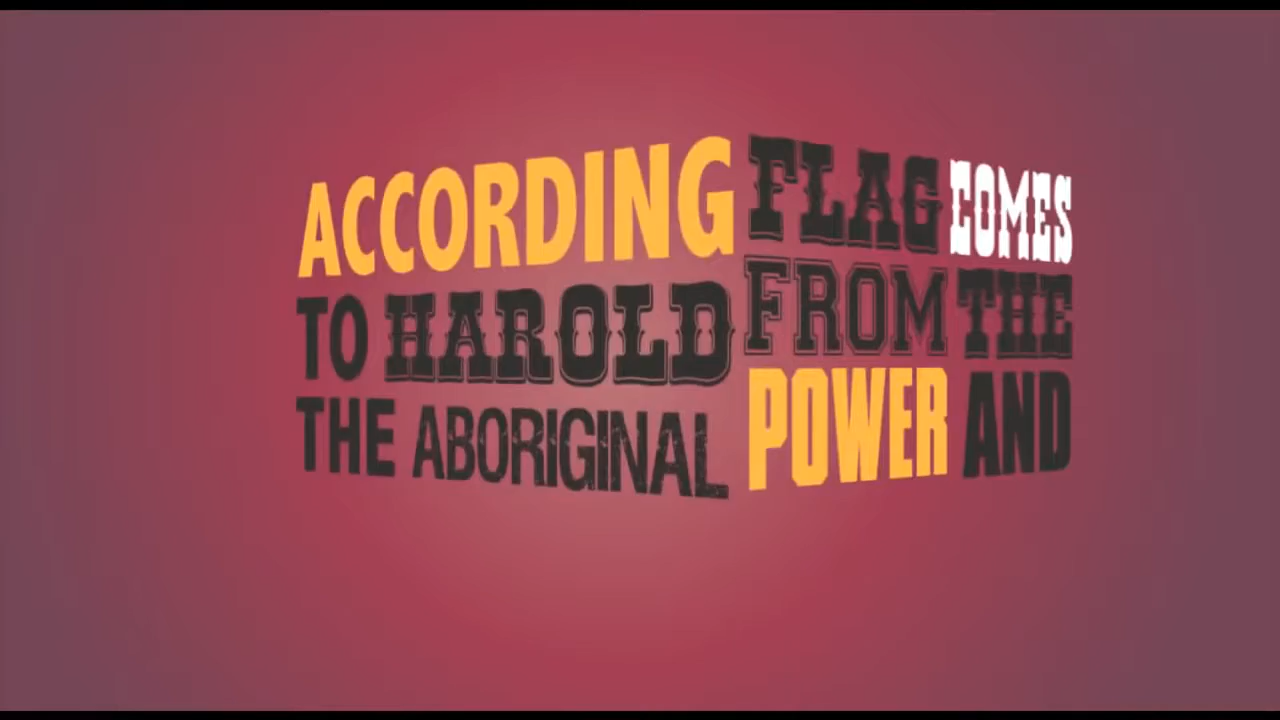 ACCORDING
TO HAROLD
THE ABORIGINAL
FLAG COMES
FROM THE
POWER AND